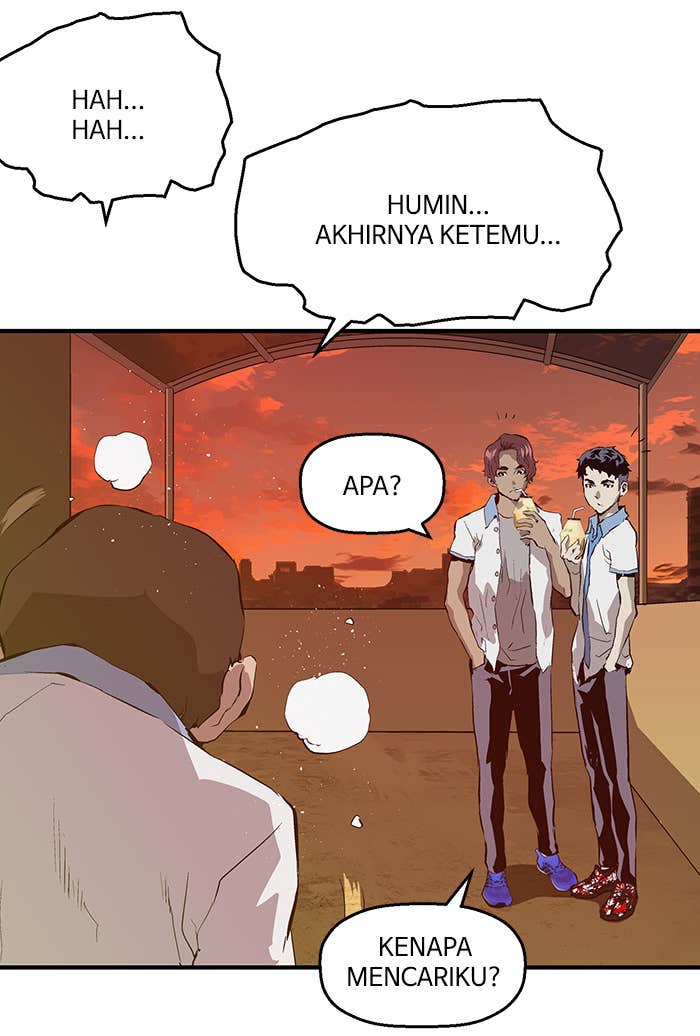 HAH...
HAH...
HUMIN...
AKHIRNYA KETEMU...
APA?
KENAPA
MENCARIKU?